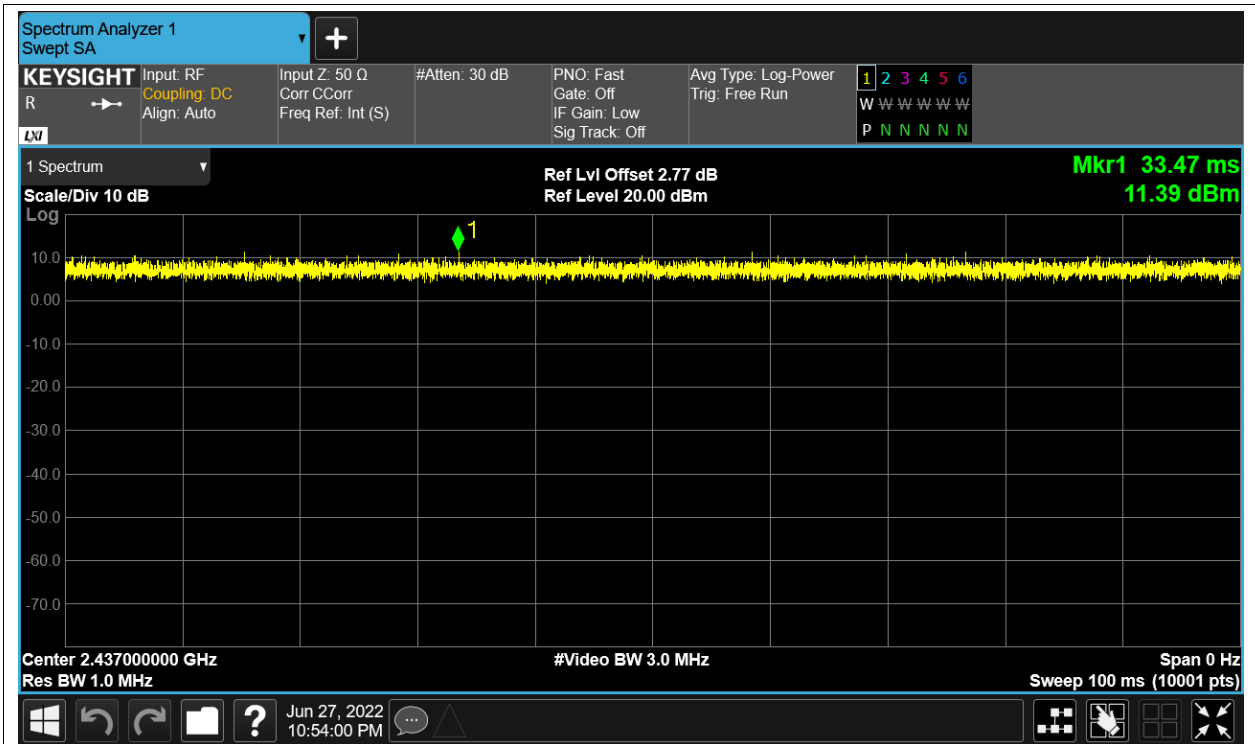 Spectrum Analyzer 1
Swept SA
+
KEYSIGHT
R
LXI
Input: RF
Coupling: DC
Align: Auto
Input Z: 50 Ω
Corr CCorr
Freq Ref: Int (S)
#Atten: 30 dB
PNO: Fast
Gate: Off
IF Gain: Low
Sig Track: Off
Avg Type: Log-Power
Trig: Free Run
1 2 3 4 5 6
W W W W W W
P N N N N N
1 Spectrum
Scale/Div 10 dB
Log
Ref Lvl Offset 2.77 dB
Ref Level 20.00 dBm
Mkr1 33.47 ms
11.39 dBm
1
10.0
0.00
-10.0
-20.0
-30.0
-40.0
-50.0
-60.0
-70.0
Center 2.437000000 GHz
Res BW 1.0 MHz
#Video BW 3.0 MHz
Span 0 Hz
Sweep 100 ms (10001 pts)
?
Jun 27, 2022
10:54:00 PM